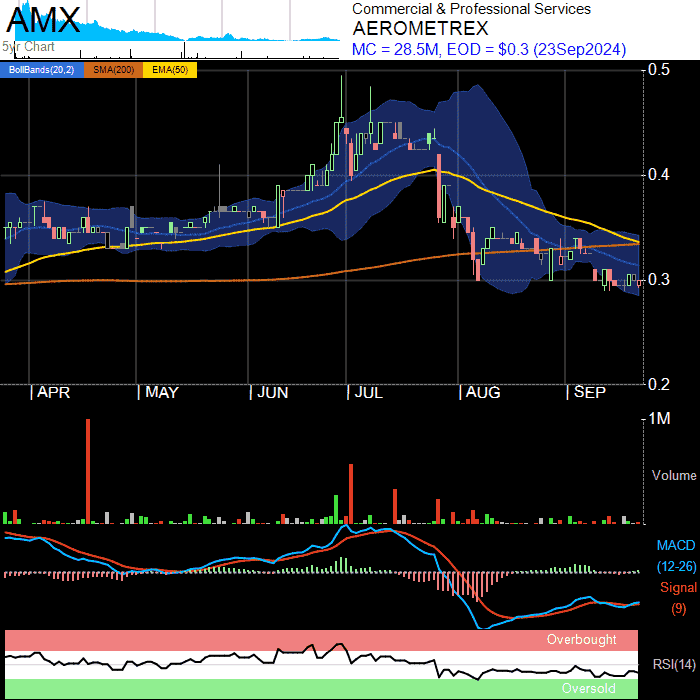 AMX
5yr Chart
Commercial & Professional Services
AEROMETREX
MC = 28.5M, EOD = $0.3 (23Sep2024)
BollBands(20,2) SMA(200) EMA(50)
0.5
0.4
0.3
0.2
APR MAY JUN JUL AUG SEP
1M
Volume
MACD
(12-26)
Signal
(9)
Overbought
RSI(14)
Oversold